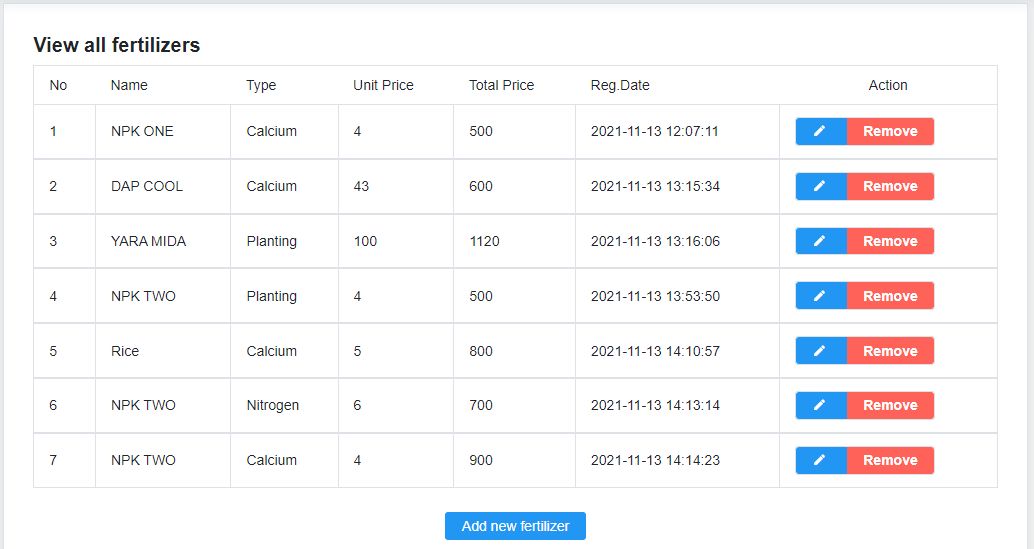 View all fertilizers
No Name Type Unit Price Total Price Reg.Date Action
1 NPK ONE Calcium 4 500 2021-11-13 12:07:11 Remove
2 DAP COOL Calcium 43 600 2021-11-13 13:15:34 Remove
3 YARA MIDA Planting 100 1120 2021-11-13 13:16:06 Remove
4 NPK TWO Planting 4 500 2021-11-13 13:53:50 Remove
5 Rice Calcium 5 800 2021-11-13 14:10:57 Remove
6 NPK TWO Nitrogen 6 700 2021-11-13 14:13:14 Remove
7 NPK TWO Calcium 4 900 2021-11-13 14:14:23 Remove
Add new fertilizer